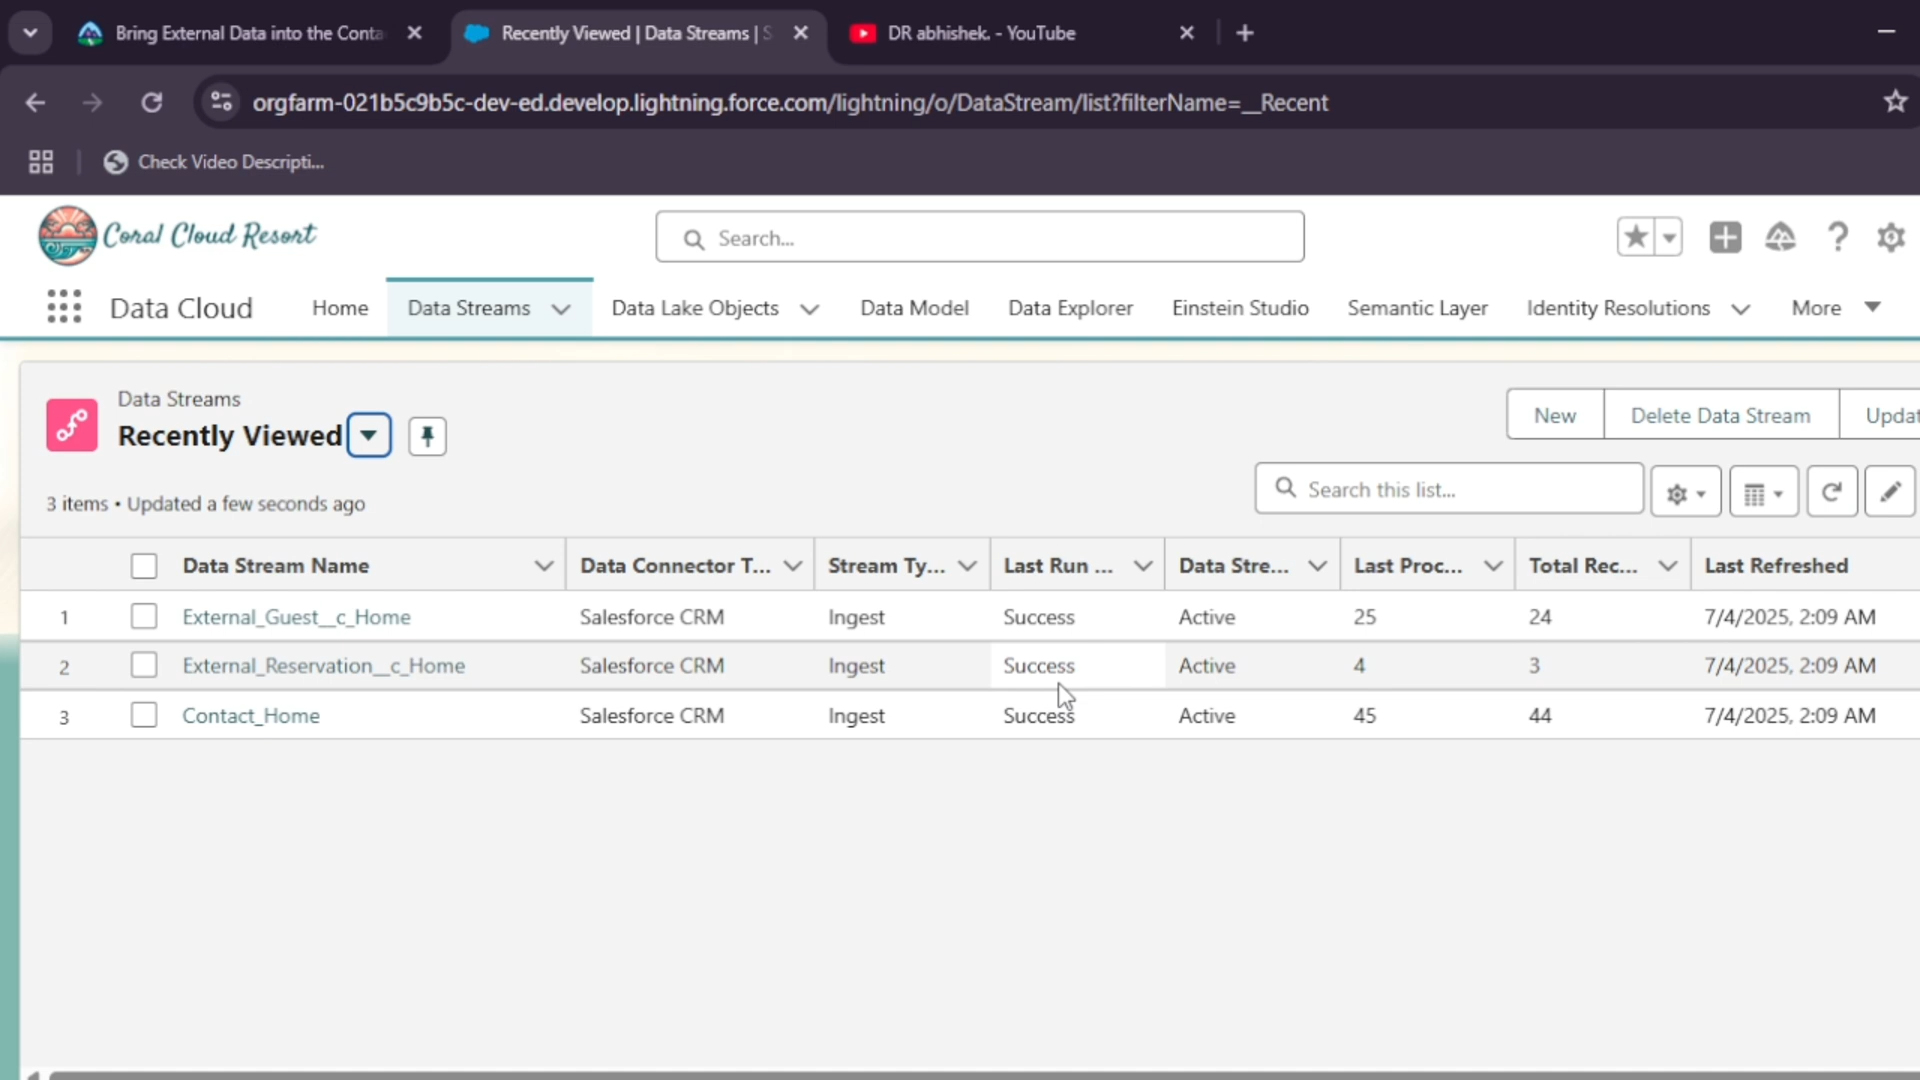 Bring External Data into the Conta
Recently Viewed | Data Streams | S
DR abhishek. - YouTube
orgfarm-021b5c9b5c-dev-ed.develop.lightning.force.com/lightning/o/DataStream/list?filterName=__Recent
Check Video Descripti...
Coral Cloud Resort
Search...
Data Cloud
Home
Data Streams
Data Lake Objects
Data Model
Data Explorer
Einstein Studio
Semantic Layer
Identity Resolutions
More
Data Streams
Recently Viewed
New
Delete Data Stream
Updat
3 items • Updated a few seconds ago
Search this list...
Data Stream Name Data Connector T... Stream Ty... Last Run ... Data Stre... Last Proc... Total Rec... Last Refreshed
1 External_Guest__c_Home Salesforce CRM Ingest Success Active 25 24 7/4/2025, 2:09 AM
2 External_Reservation__c_Home Salesforce CRM Ingest Success Active 4 3 7/4/2025, 2:09 AM
3 Contact_Home Salesforce CRM Ingest Success Active 45 44 7/4/2025, 2:09 AM